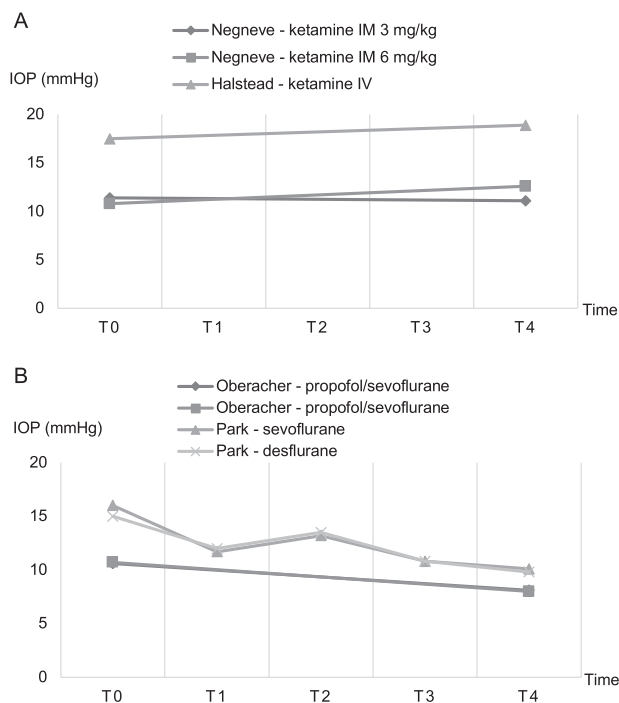 A
Negneve - ketamine IM 3 mg/kg
Negneve - ketamine IM 6 mg/kg
Halstead - ketamine IV
IOP (mmHg)
20
15
10
5
0
Time
T0 T1 T2 T3 T4
B
Oberacher - propofol/sevoflurane
Oberacher - propofol/sevoflurane
Park - sevoflurane
Park - desflurane
IOP (mmHg)
20
15
10
5
0
Time
T0 T1 T2 T3 T4